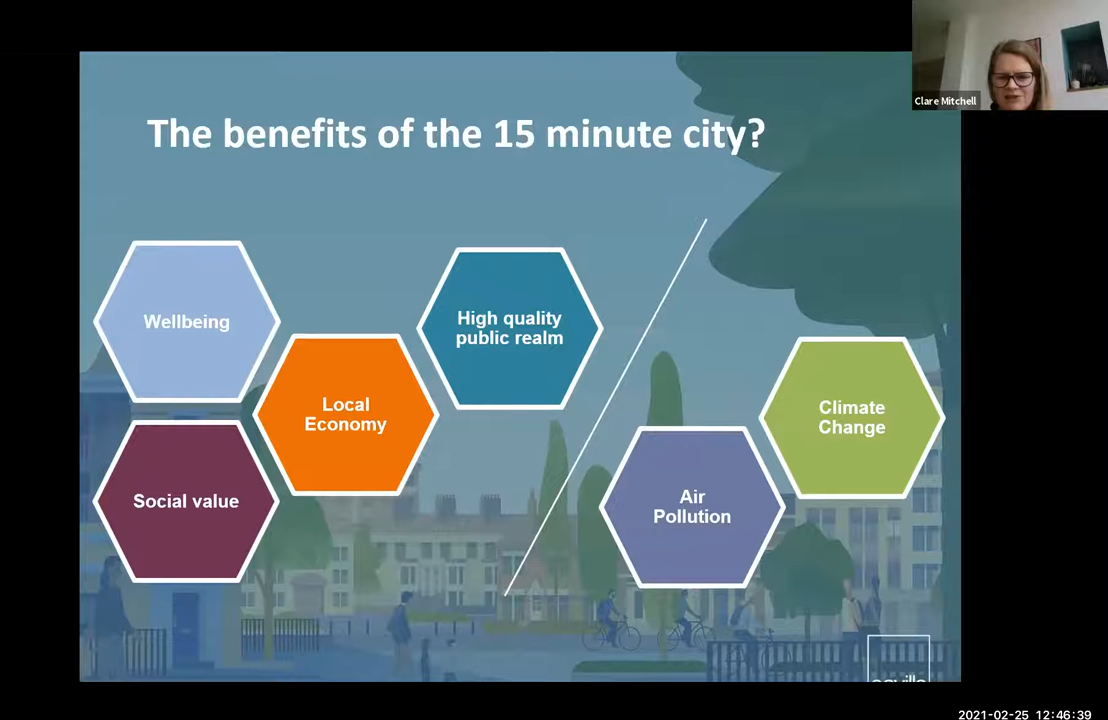 Clare Mitchell
The benefits of the 15 minute city?
Wellbeing
High quality
public realm
Local
Economy
Climate
Change
Social value
Air
Pollution
2021-02-25 12:46:39